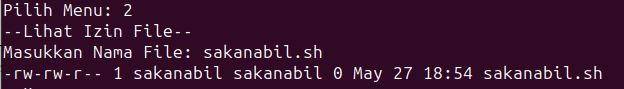 Pilih Menu: 2
--Lihat Izin File--
Masukkan Nama File: sakanabil.sh
-rw-rw-r-- 1 sakanabil sakanabil 0 May 27 18:54 sakanabil.sh